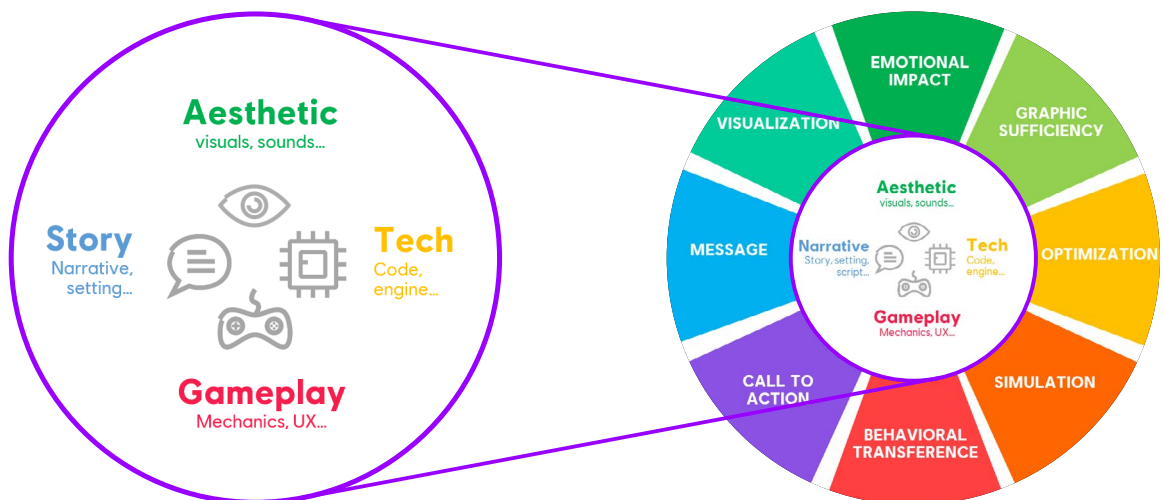 Aesthetic
visuals, sounds...
Story
Narrative,
setting...
Tech
Code,
engine...
Gameplay
Mechanics, UX...
EMOTIONAL
IMPACT
GRAPHIC
SUFFICIENCY
VISUALIZATION
MESSAGE
OPTIMIZATION
CALL TO
ACTION
SIMULATION
BEHAVIORAL
TRANSFERENCE
Aesthetic
visuals, sounds...
Narrative
Story, setting,
script...
Tech
Code,
engine...
Gameplay
Mechanics, UX...